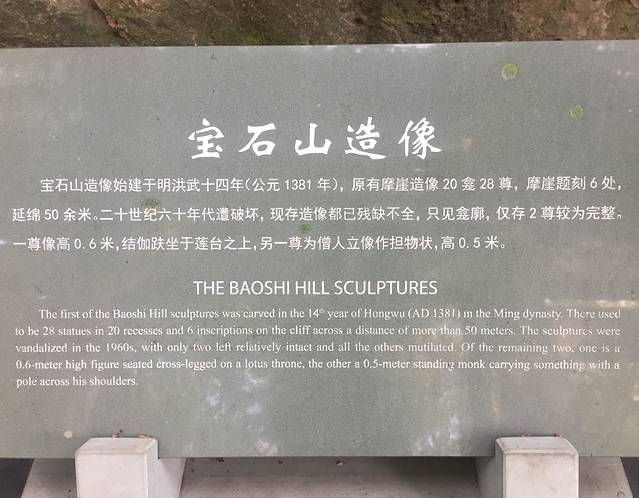 宝石山造像
宝石山造像始建于明洪武十四年(公元1381年),原有摩崖造像20龛28尊,摩崖题刻6处,
延绵50余米。二十世纪六十年代遭破坏,现存造像都已残缺不全,只见龛廓,仅存2尊较为完整。
一尊像高0.6米,结伽趺坐于莲台之上,另一尊为僧人立像作担物状,高0.5米。
THE BAOSHI HILL SCULPTURES
The first of the Baoshi Hill sculptures was carved in the 14th year of Hongwu (AD 1381) in the Ming dynasty. There used
to be 28 statues in 20 recesses and 6 inscriptions on the cliff across a distance of more than 50 meters. The sculptures were
vandalized in the 1960s, with only two left relatively intact and all the others mutilated. Of the remaining two, one is a
0.6-meter high figure seated cross-legged on a lotus throne, the other a 0.5-meter standing monk carrying something with a
pole across his shoulders.